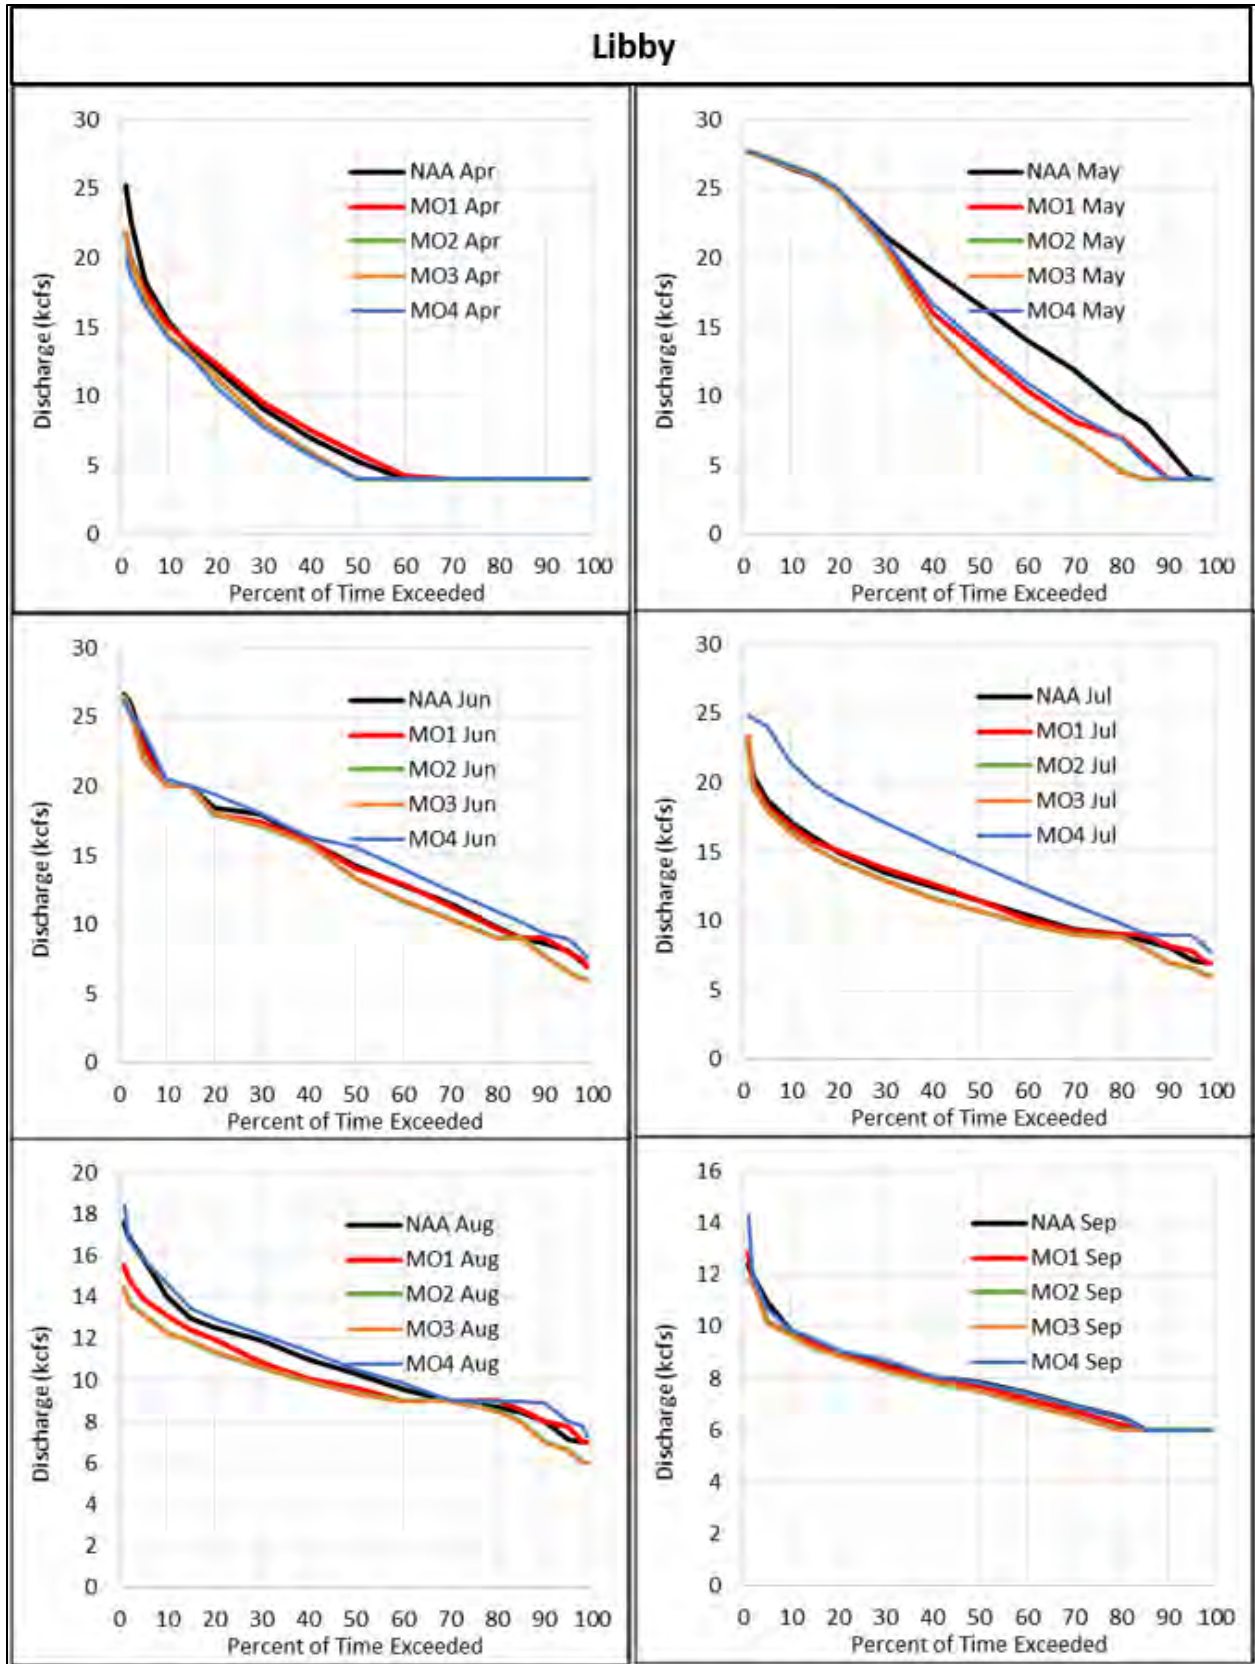 Libby
30
25
20
15
10
5
0
Discharge (kcfs)
NAA Apr
MO1 Apr
MO2 Apr
MO3 Apr
MO4 Apr
0 10 20 30 40 50 60 70 80 90 100
Percent of Time Exceeded
30
25
20
15
10
5
0
Discharge (kcfs)
NAA May
MO1 May
MO2 May
MO3 May
MO4 May
0 10 20 30 40 50 60 70 80 90 100
Percent of Time Exceeded
30
25
20
15
10
5
0
Discharge (kcfs)
NAA Jun
MO1 Jun
MO2 Jun
MO3 Jun
MO4 Jun
0 10 20 30 40 50 60 70 80 90 100
Percent of Time Exceeded
30
25
20
15
10
5
0
Discharge (kcfs)
NAA Jul
MO1 Jul
MO2 Jul
MO3 Jul
MO4 Jul
0 10 20 30 40 50 60 70 80 90 100
Percent of Time Exceeded
20
18
16
14
12
10
8
6
4
2
0
Discharge (kcfs)
NAA Aug
MO1 Aug
MO2 Aug
MO3 Aug
MO4 Aug
0 10 20 30 40 50 60 70 80 90 100
Percent of Time Exceeded
16
14
12
10
8
6
4
2
0
Discharge (kcfs)
NAA Sep
MO1 Sep
MO2 Sep
MO3 Sep
MO4 Sep
0 10 20 30 40 50 60 70 80 90 100
Percent of Time Exceeded